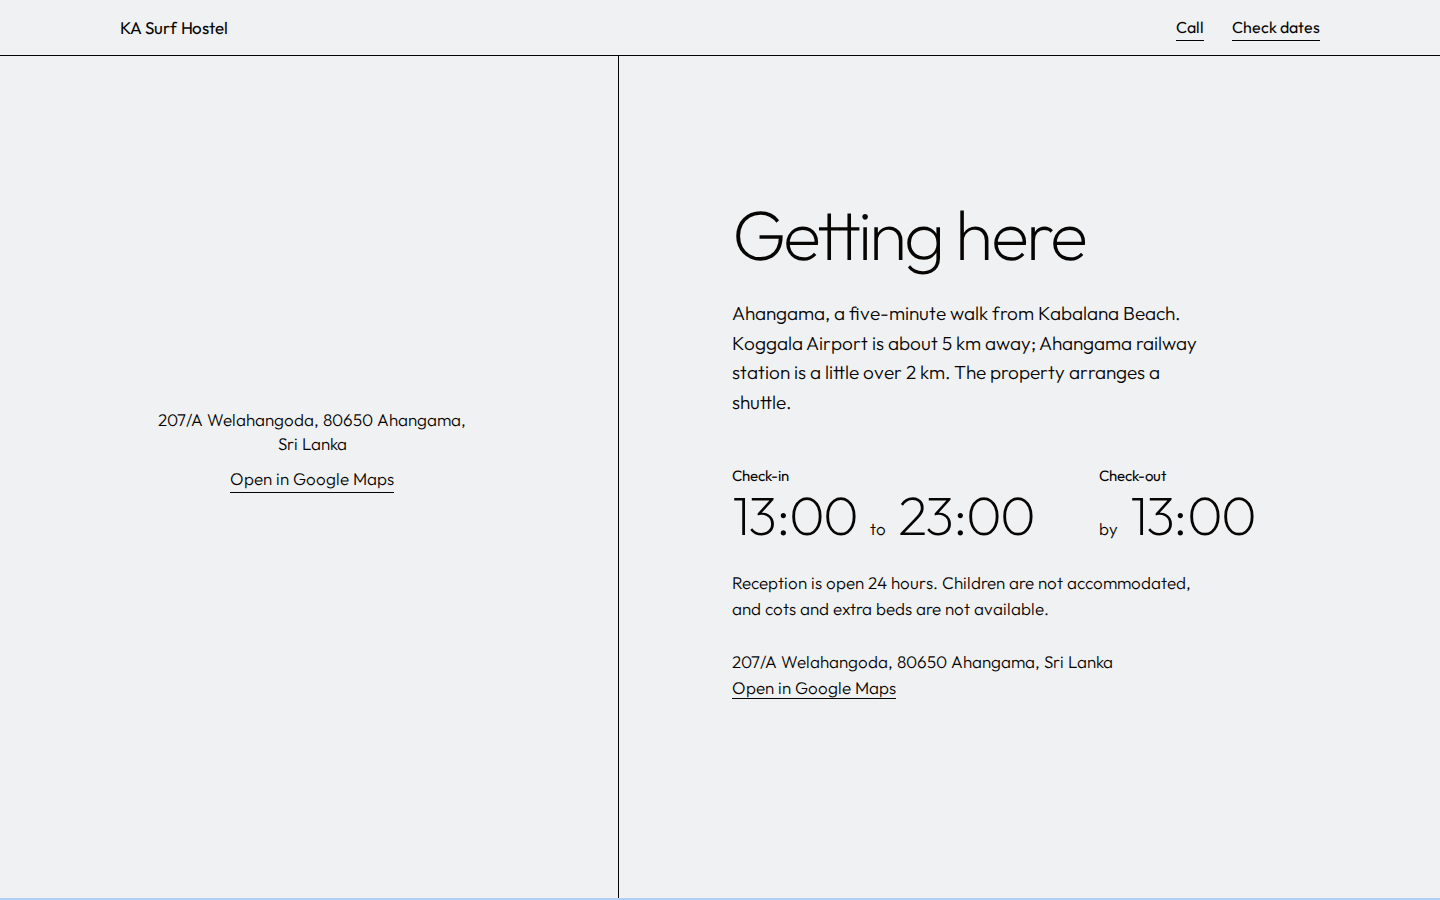 KA Surf Hostel
Call
Check dates
207/A Welahangoda, 80650 Ahangama,
Sri Lanka
Open in Google Maps
Getting here
Ahangama, a five-minute walk from Kabalana Beach.
Koggala Airport is about 5 km away; Ahangama railway
station is a little over 2 km. The property arranges a
shuttle.
Check-in
13:00 to 23:00
Check-out
by 13:00
Reception is open 24 hours. Children are not accommodated,
and cots and extra beds are not available.
207/A Welahangoda, 80650 Ahangama, Sri Lanka
Open in Google Maps